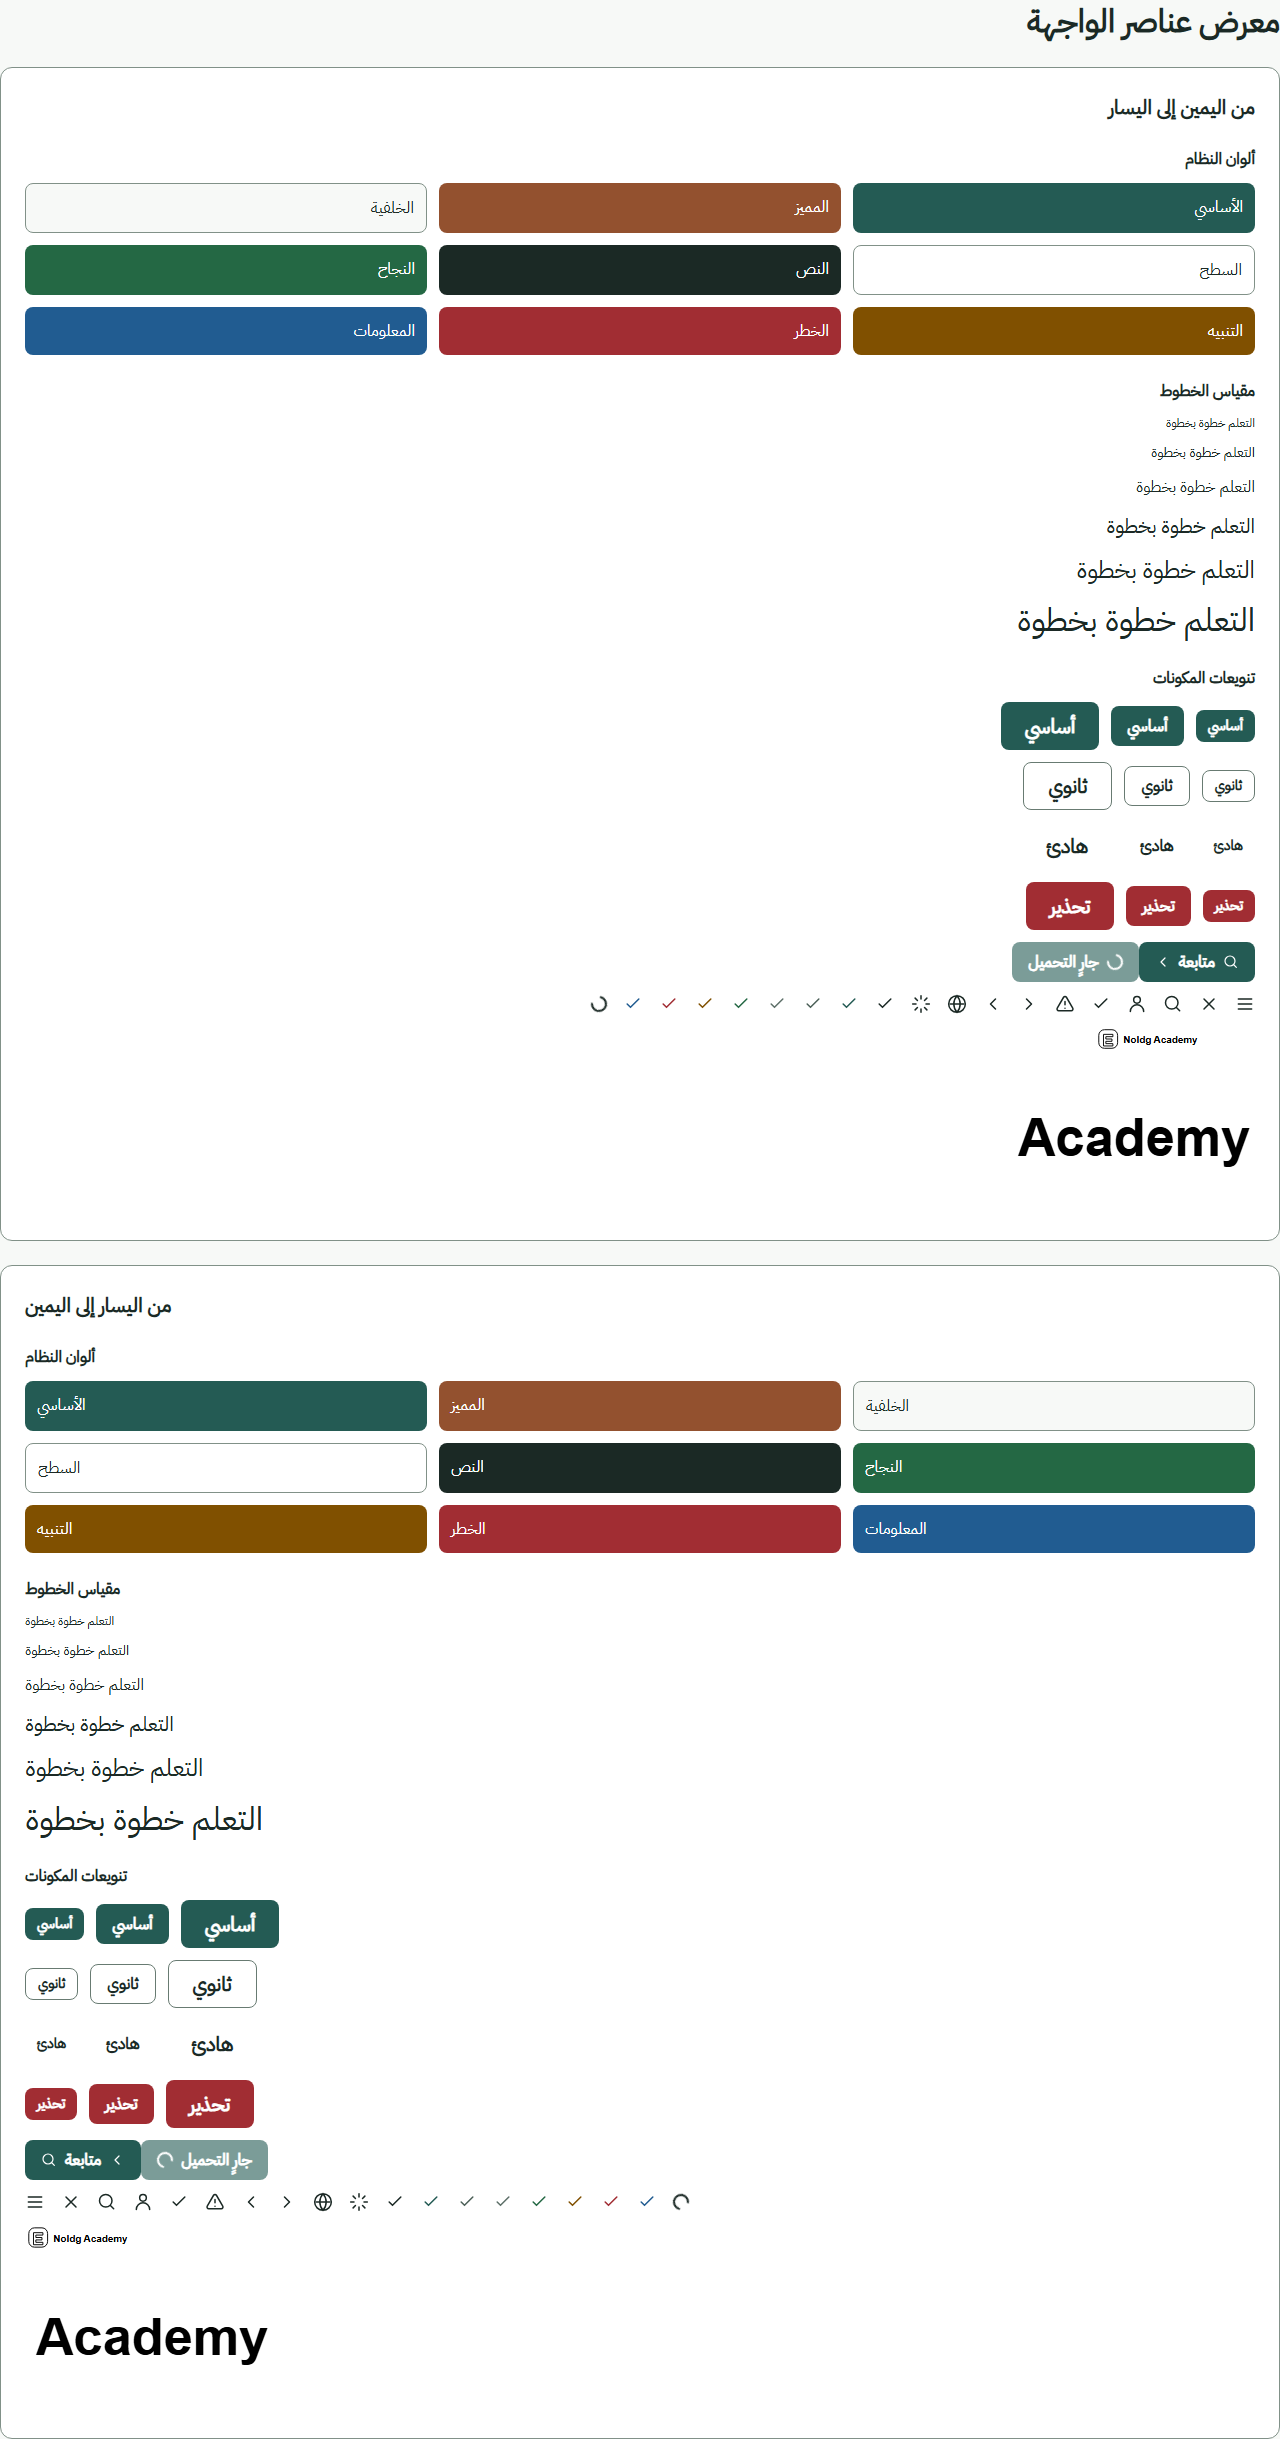 معرض عناصر الواجهة
من اليمين إلى اليسار
ألوان النظام
الأساسي
المميز
الخلفية
السطح
النص
النجاح
التنبيه
الخطر
المعلومات
مقياس الخطوط
التعلم خطوة بخطوة
التعلم خطوة بخطوة
التعلم خطوة بخطوة
التعلم خطوة بخطوة
التعلم خطوة بخطوة
التعلم خطوة بخطوة
تنويعات المكونات
أساسي أساسي أساسي
ثانوي ثانوي ثانوي
هادئ هادئ هادئ
تحذير تحذير تحذير
متابعة جارٍ التحميل
Noldg Academy
Academy
من اليسار إلى اليمين
ألوان النظام
الأساسي
المميز
الخلفية
السطح
النص
النجاح
التنبيه
الخطر
المعلومات
مقياس الخطوط
التعلم خطوة بخطوة
التعلم خطوة بخطوة
التعلم خطوة بخطوة
التعلم خطوة بخطوة
التعلم خطوة بخطوة
التعلم خطوة بخطوة
تنويعات المكونات
أساسي أساسي أساسي
ثانوي ثانوي ثانوي
هادئ هادئ هادئ
تحذير تحذير تحذير
متابعة جارٍ التحميل
Noldg Academy
Academy